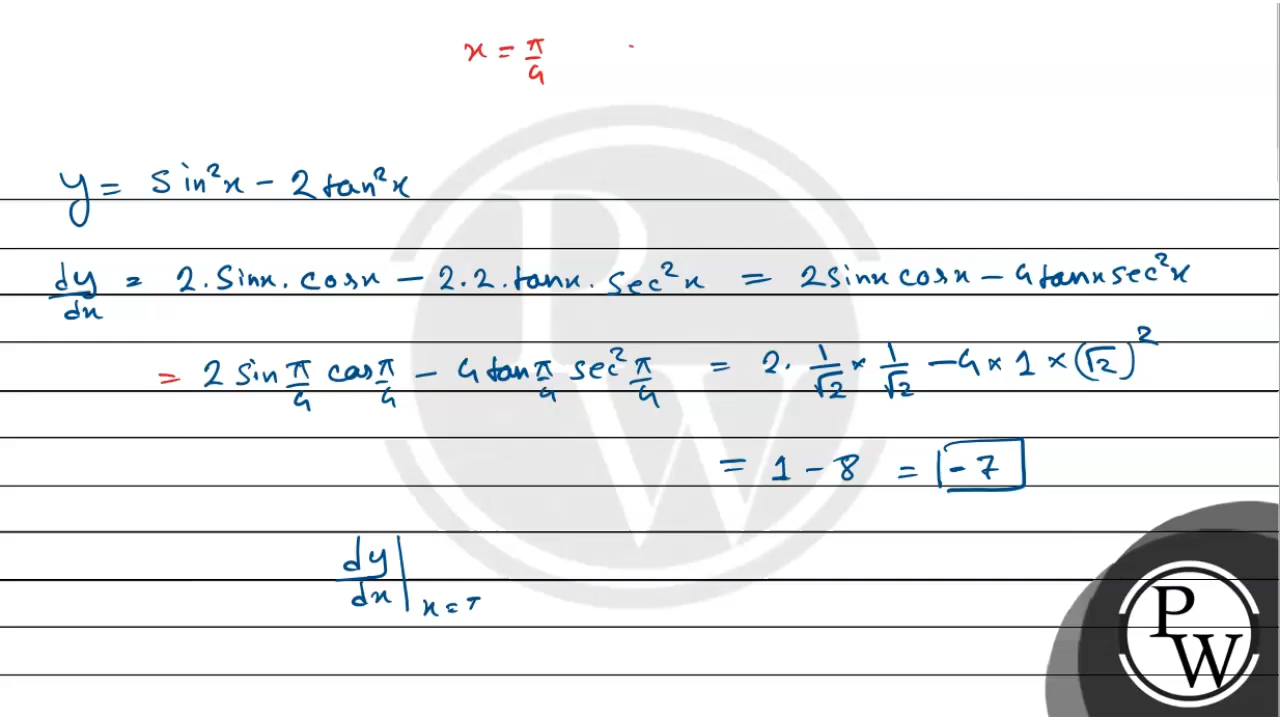 x = π/4
y = sin²x - 2tan²x
dy/dx = 2.sinx.cosx - 2.2.tanx.sec²x = 2sinx cosx - 4tanx sec²x
= 2 sin π/4 cos π/4 - 4 tan π/4 sec² π/4 = 2. 1/√2 × 1/√2 - 4 × 1 × (√2)²
= 1 - 8 = -7
dy/dx | x = π
PW
PW